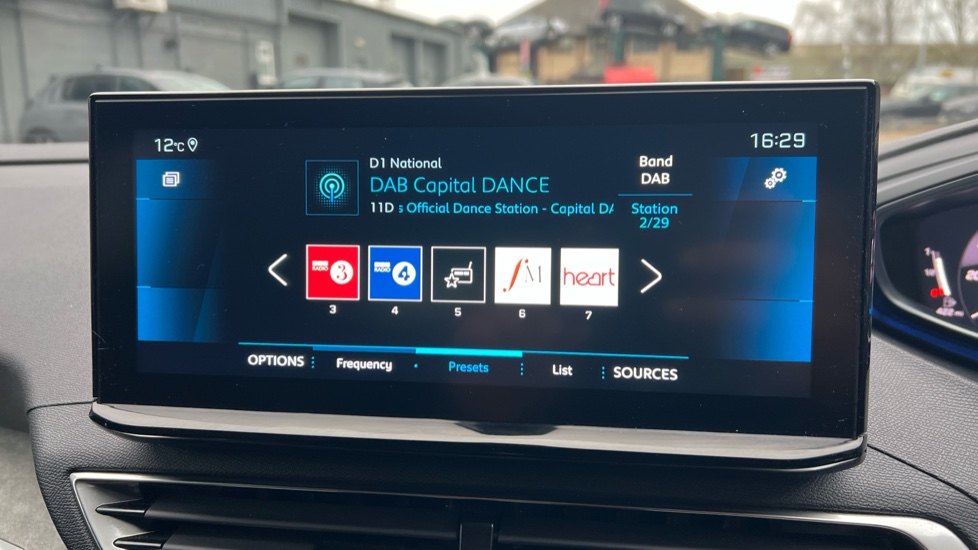 12°C
16:29
D1 National
DAB Capital DANCE
11D s Official Dance Station - Capital DA
Band
DAB
Station
2/29
RADIO 3
RADIO 4
fM
heart
3
4
5
6
7
OPTIONS
Frequency
Presets
List
SOURCES